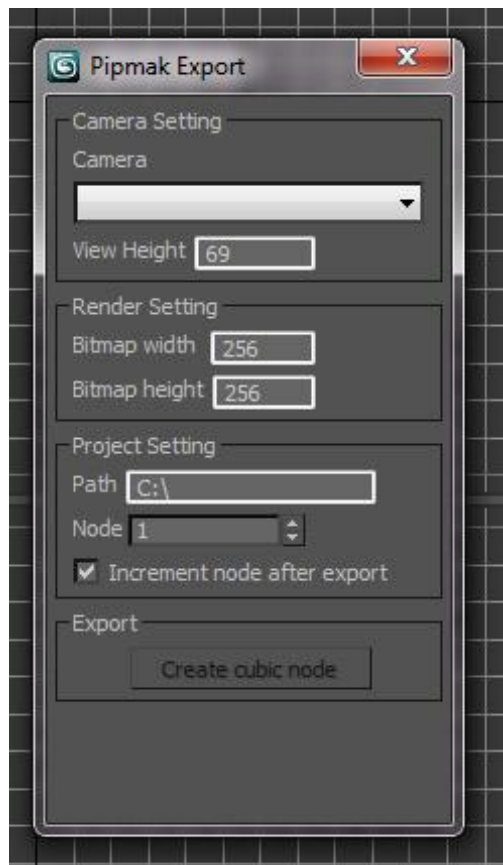 Pipmak Export
Camera Setting
Camera
View Height 69
Render Setting
Bitmap width 256
Bitmap height 256
Project Setting
Path C:\
Node 1
Increment node after export
Export
Create cubic node